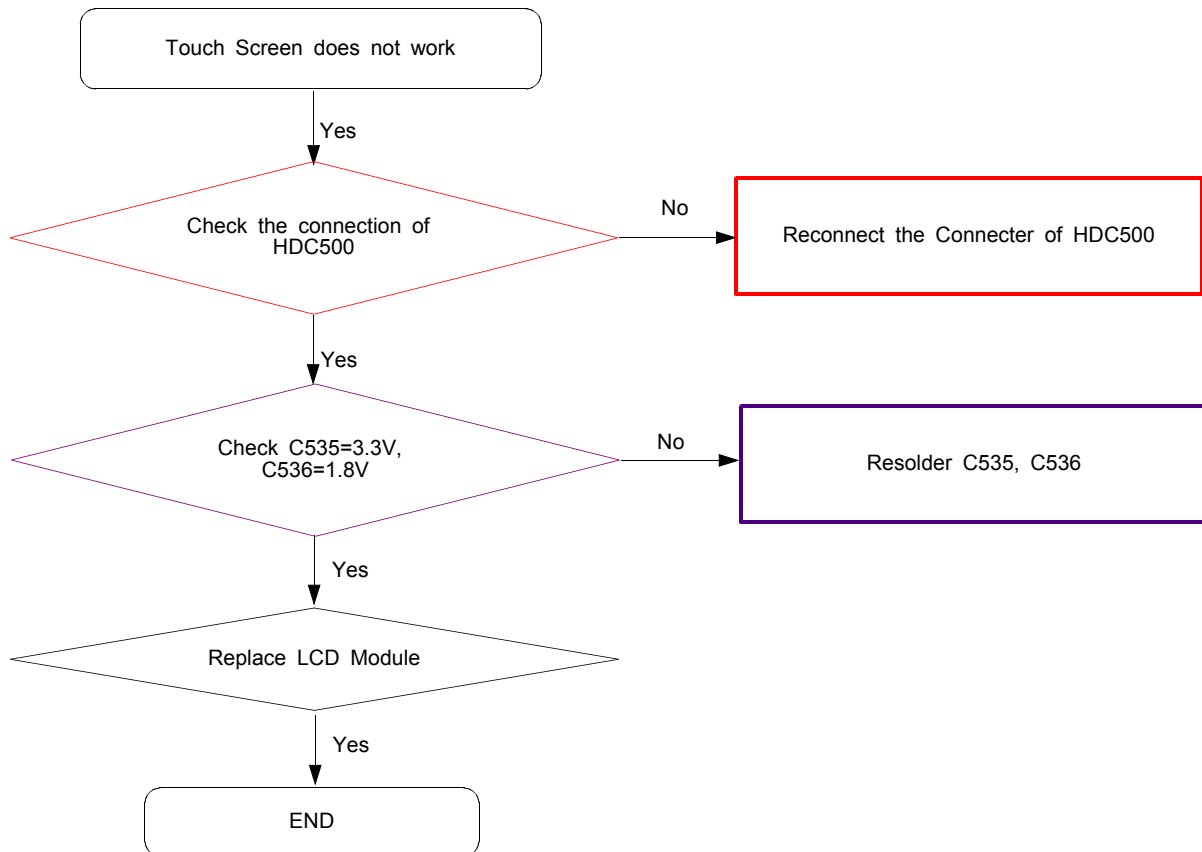 Touch Screen does not work
Yes
Check the connection of
HDC500
No
Reconnect the Connecter of HDC500
Yes
Check C535=3.3V,
C536=1.8V
No
Resolder C535, C536
Yes
Replace LCD Module
Yes
END